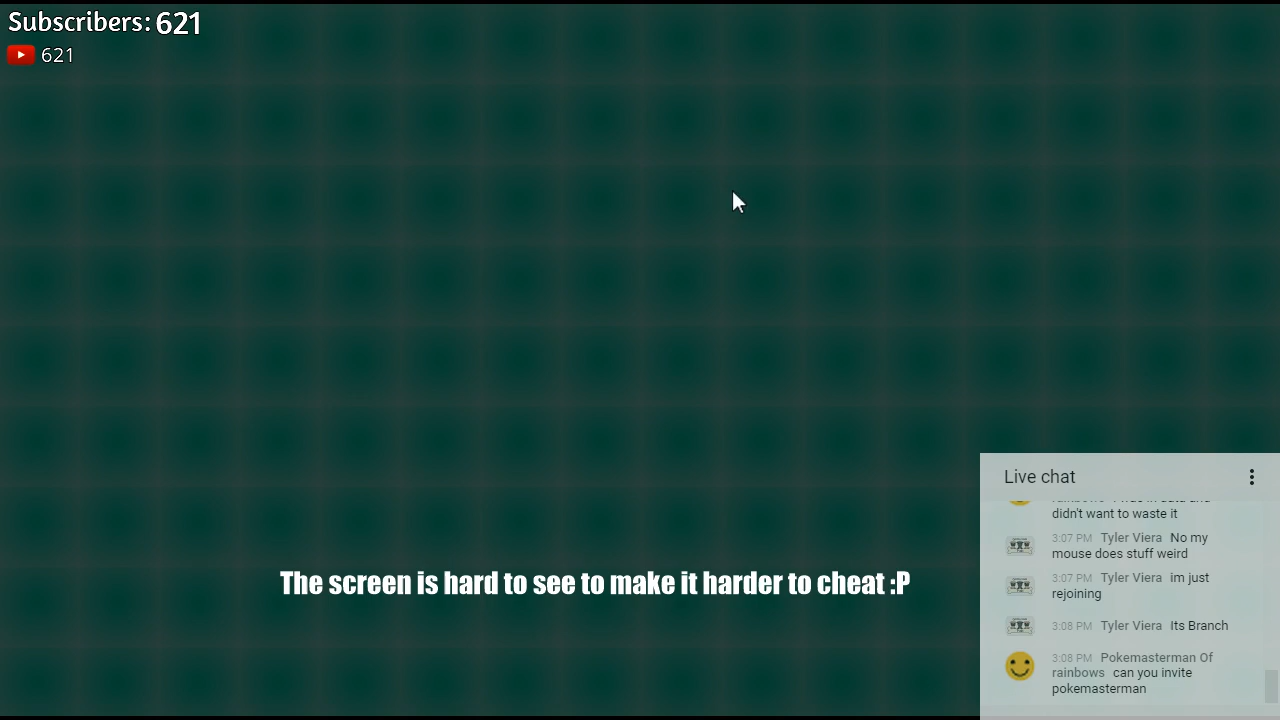 Subscribers: 621
621
The screen is hard to see to make it harder to cheat :P
Live chat
didn't want to waste it
3:07 PM Tyler Viera No my
mouse does stuff weird
3:07 PM Tyler Viera im just
rejoining
3:08 PM Tyler Viera Its Branch
3:08 PM Pokemasterman Of
rainbows can you invite
pokemasterman